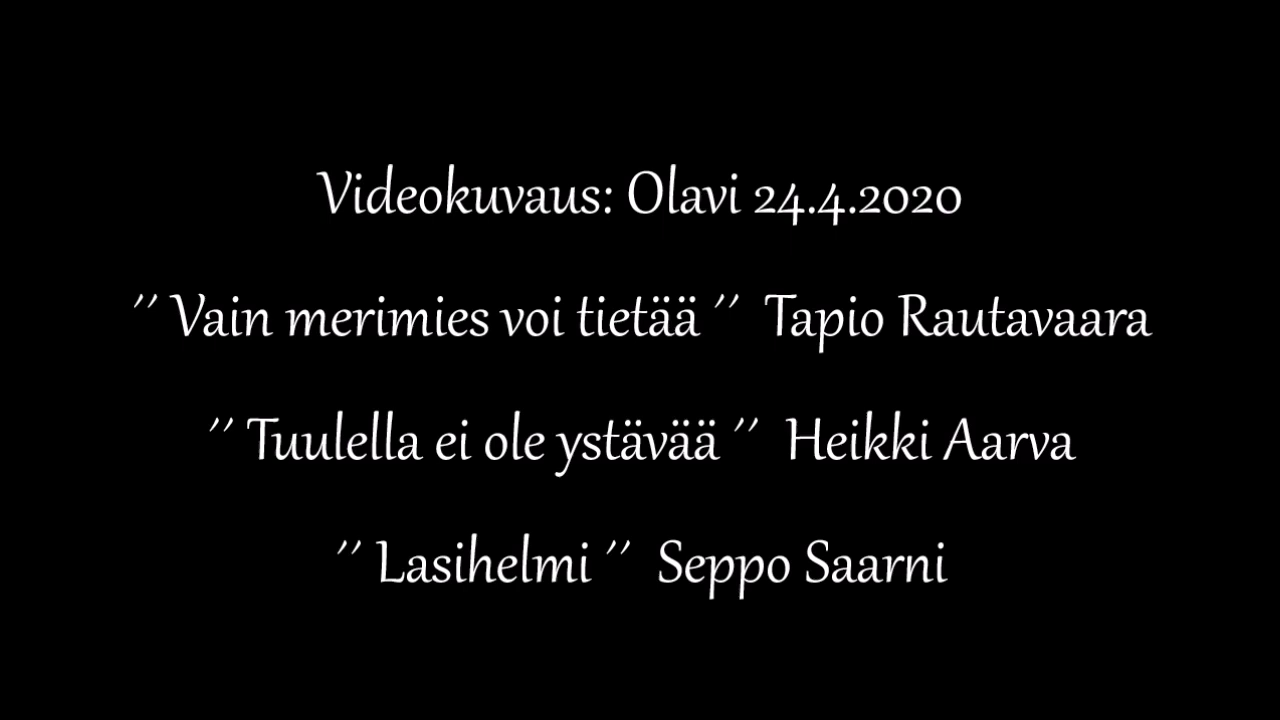 Videokuvaus: Olavi 24.4.2020
´´ Vain merimies voi tietää ´´ Tapio Rautavaara
´´ Tuulella ei ole ystävää ´´ Heikki Aarva
´´ Lasihelmi ´´ Seppo Saarni